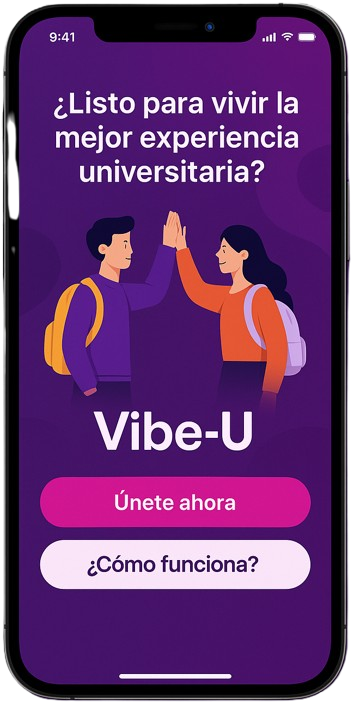 9:41
¿Listo para vivir la
mejor experiencia
universitaria?
Vibe-U
Únete ahora
¿Cómo funciona?